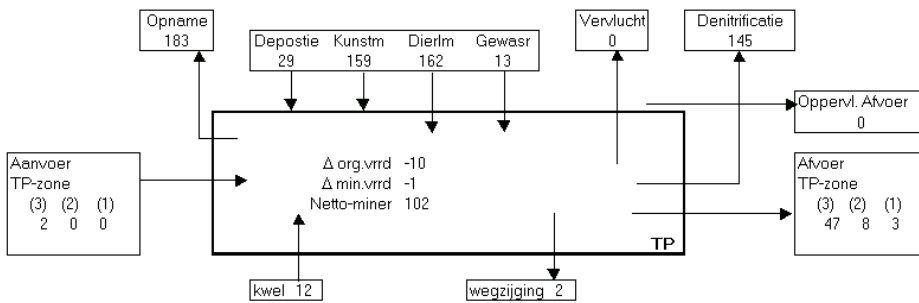 Opname
183
Depostie Kunstm Dierlm Gewasr
29 159 162 13
Vervlucht
0
Denitrificatie
145
Oppervl. Afvoer
0
Aanvoer
TP-zone
(3) (2) (1)
2 0 0
Δ org.vrrd -10
Δ min.vrrd -1
Netto-miner 102
TP
Afvoer
TP-zone
(3) (2) (1)
47 8 3
kwel 12
wegzijging 2